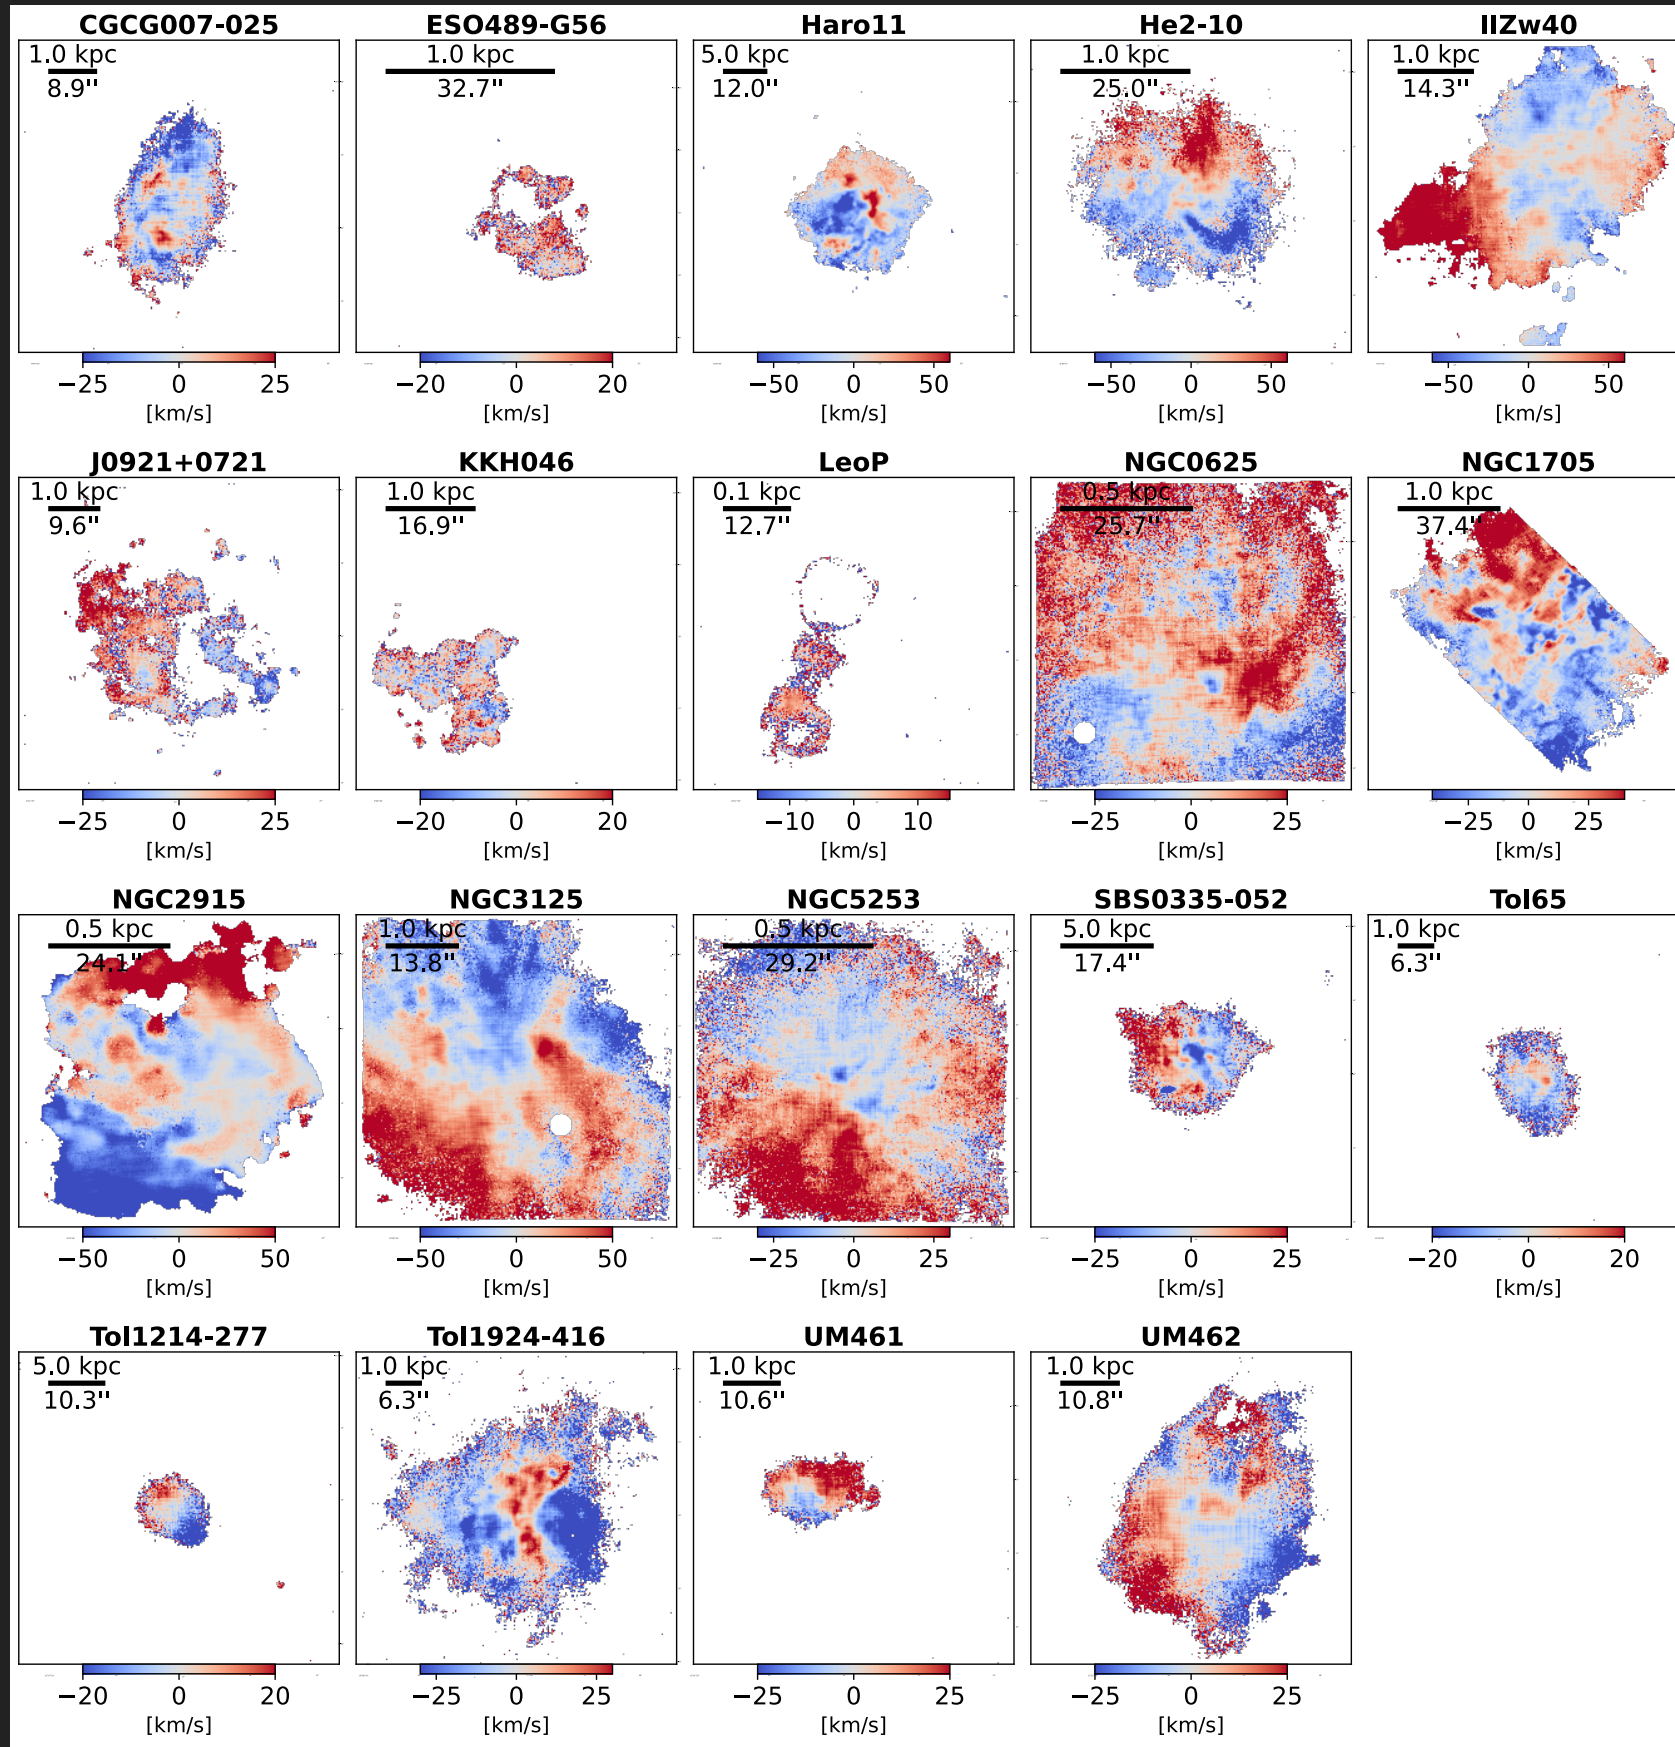 CGCG007-025
1.0 kpc
8.9"
−25 0 25
[km/s]
ESO489-G56
1.0 kpc
32.7"
−20 0 20
[km/s]
Haro11
5.0 kpc
12.0"
−50 0 50
[km/s]
He2-10
1.0 kpc
25.0"
−50 0 50
[km/s]
IIZw40
1.0 kpc
14.3"
−50 0 50
[km/s]
J0921+0721
1.0 kpc
9.6"
−25 0 25
[km/s]
KKH046
1.0 kpc
16.9"
−20 0 20
[km/s]
LeoP
0.1 kpc
12.7"
−10 0 10
[km/s]
NGC0625
0.5 kpc
25.7"
−25 0 25
[km/s]
NGC1705
1.0 kpc
37.4"
−25 0 25
[km/s]
NGC2915
0.5 kpc
24.1"
−50 0 50
[km/s]
NGC3125
1.0 kpc
13.8"
−50 0 50
[km/s]
NGC5253
0.5 kpc
29.2"
−25 0 25
[km/s]
SBS0335-052
5.0 kpc
17.4"
−25 0 25
[km/s]
Tol65
1.0 kpc
6.3"
−20 0 20
[km/s]
Tol1214-277
5.0 kpc
10.3"
−20 0 20
[km/s]
Tol1924-416
1.0 kpc
6.3"
−25 0 25
[km/s]
UM461
1.0 kpc
10.6"
−25 0 25
[km/s]
UM462
1.0 kpc
10.8"
−25 0 25
[km/s]